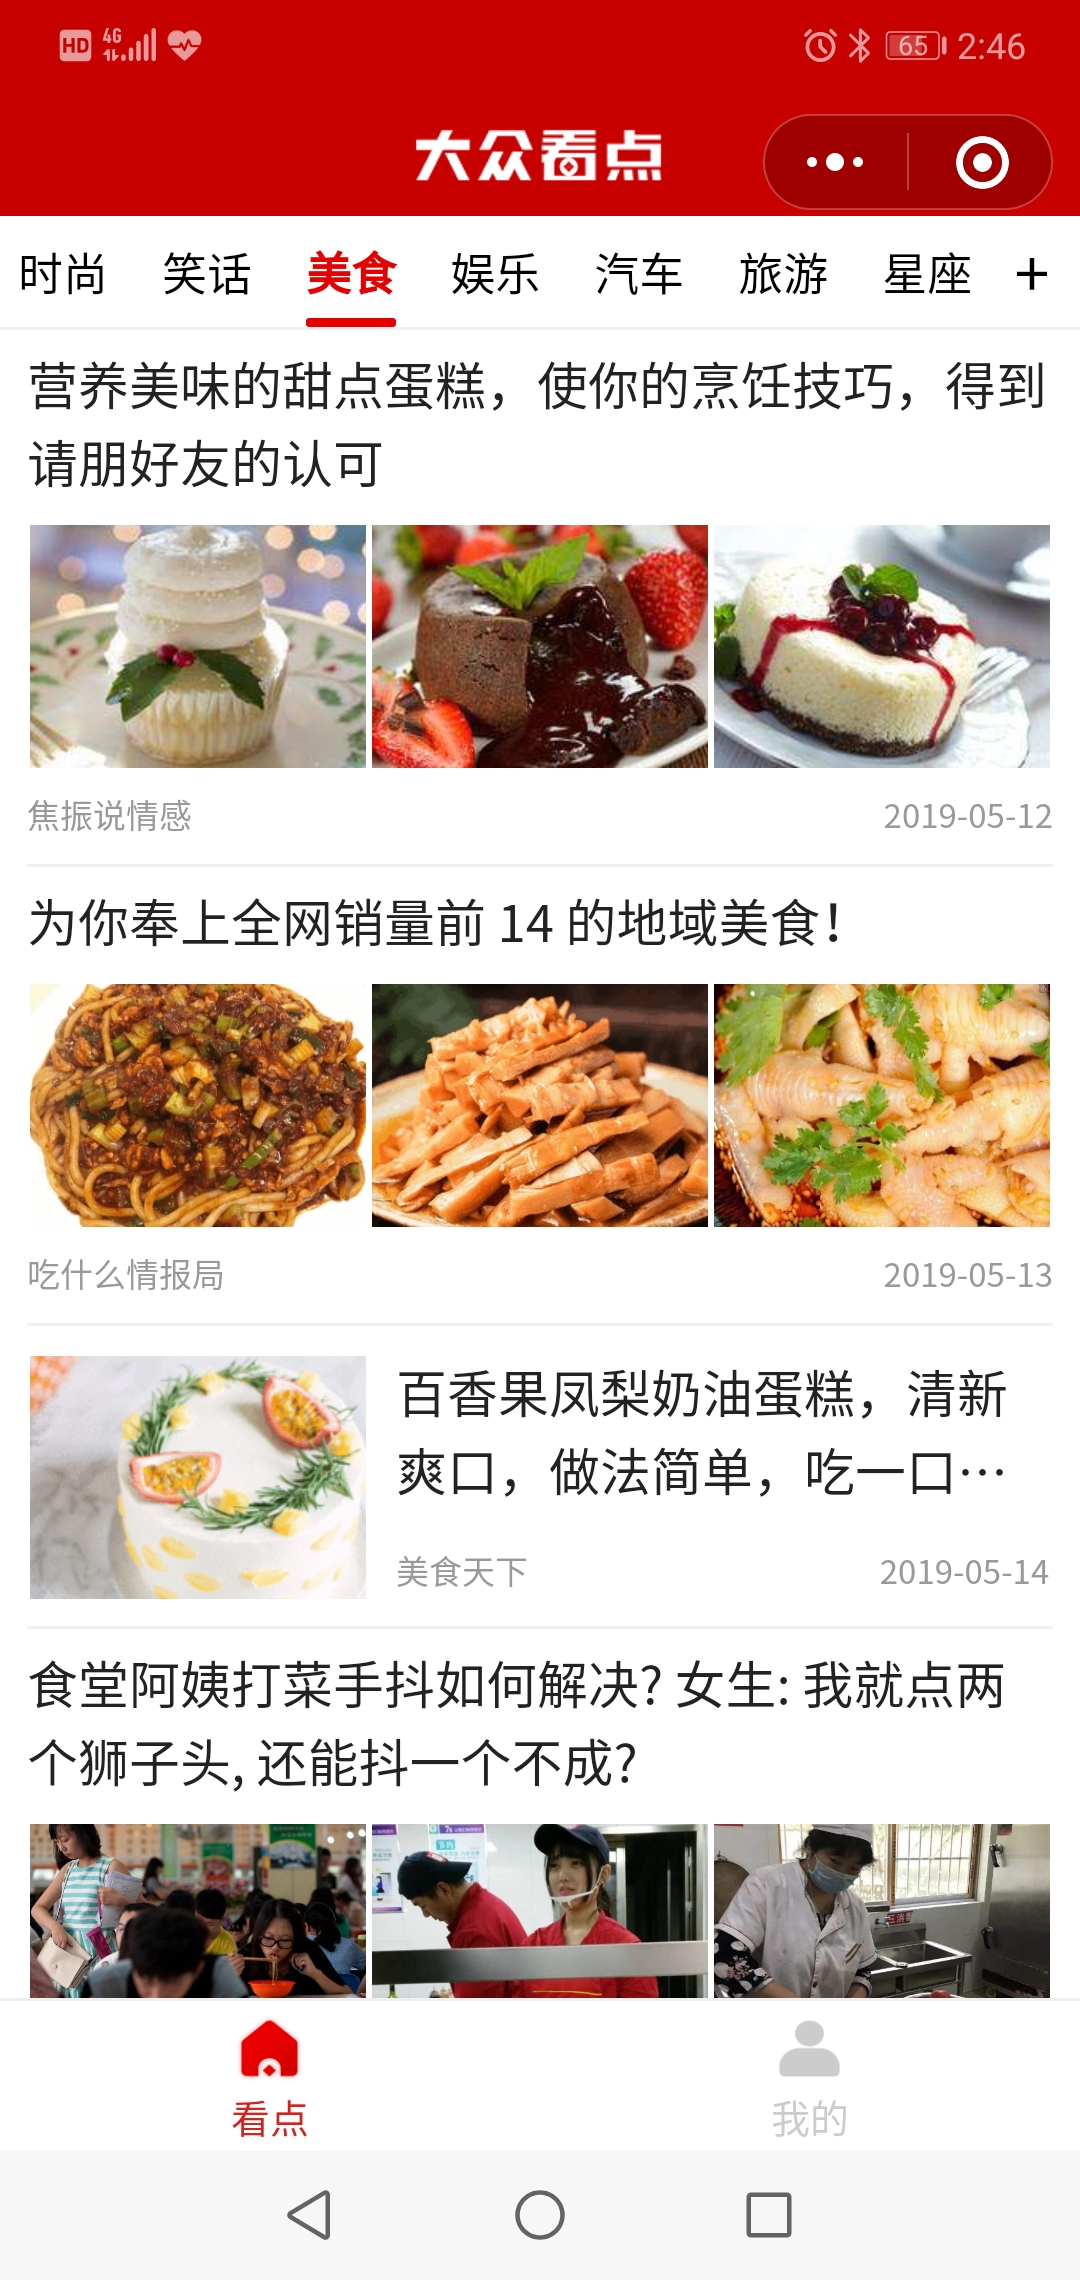 HD 4G 65 2:46
大众看点
时尚 笑话 美食 娱乐 汽车 旅游 星座 +
营养美味的甜点蛋糕，使你的烹饪技巧，得到
请朋好友的认可
焦振说情感 2019-05-12
为你奉上全网销量前 14 的地域美食！
吃什么情报局 2019-05-13
百香果凤梨奶油蛋糕，清新
爽口，做法简单，吃一口…
美食天下 2019-05-14
食堂阿姨打菜手抖如何解决? 女生: 我就点两
个狮子头, 还能抖一个不成?
看点 我的